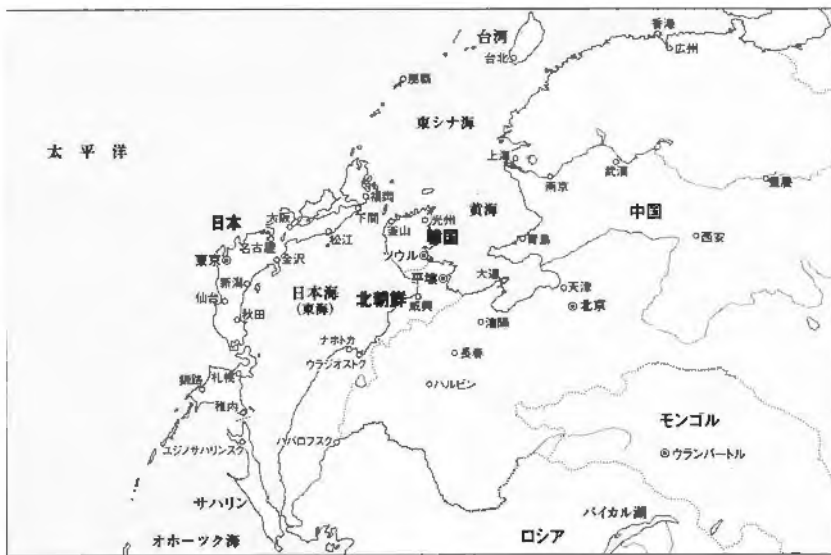 香港
台湾
広州
台北
那覇
東シナ海
太平洋
上海
武漢
南京
重慶
福岡
黄海
中国
日本
大阪
下関
釜山
光州
韓国
名古屋
松江
青島
西安
東京
金沢
ソウル
新潟
日本海
(東海)
平壌
大連
天津
仙台
北朝鮮
咸興
北京
秋田
瀋陽
ナホトカ
ウラジオストク
長春
釧路
札幌
ハルビン
稚内
モンゴル
ユジノサハリンスク
ハバロフスク
ウランバートル
サハリン
バイカル湖
オホーツク海
ロシア